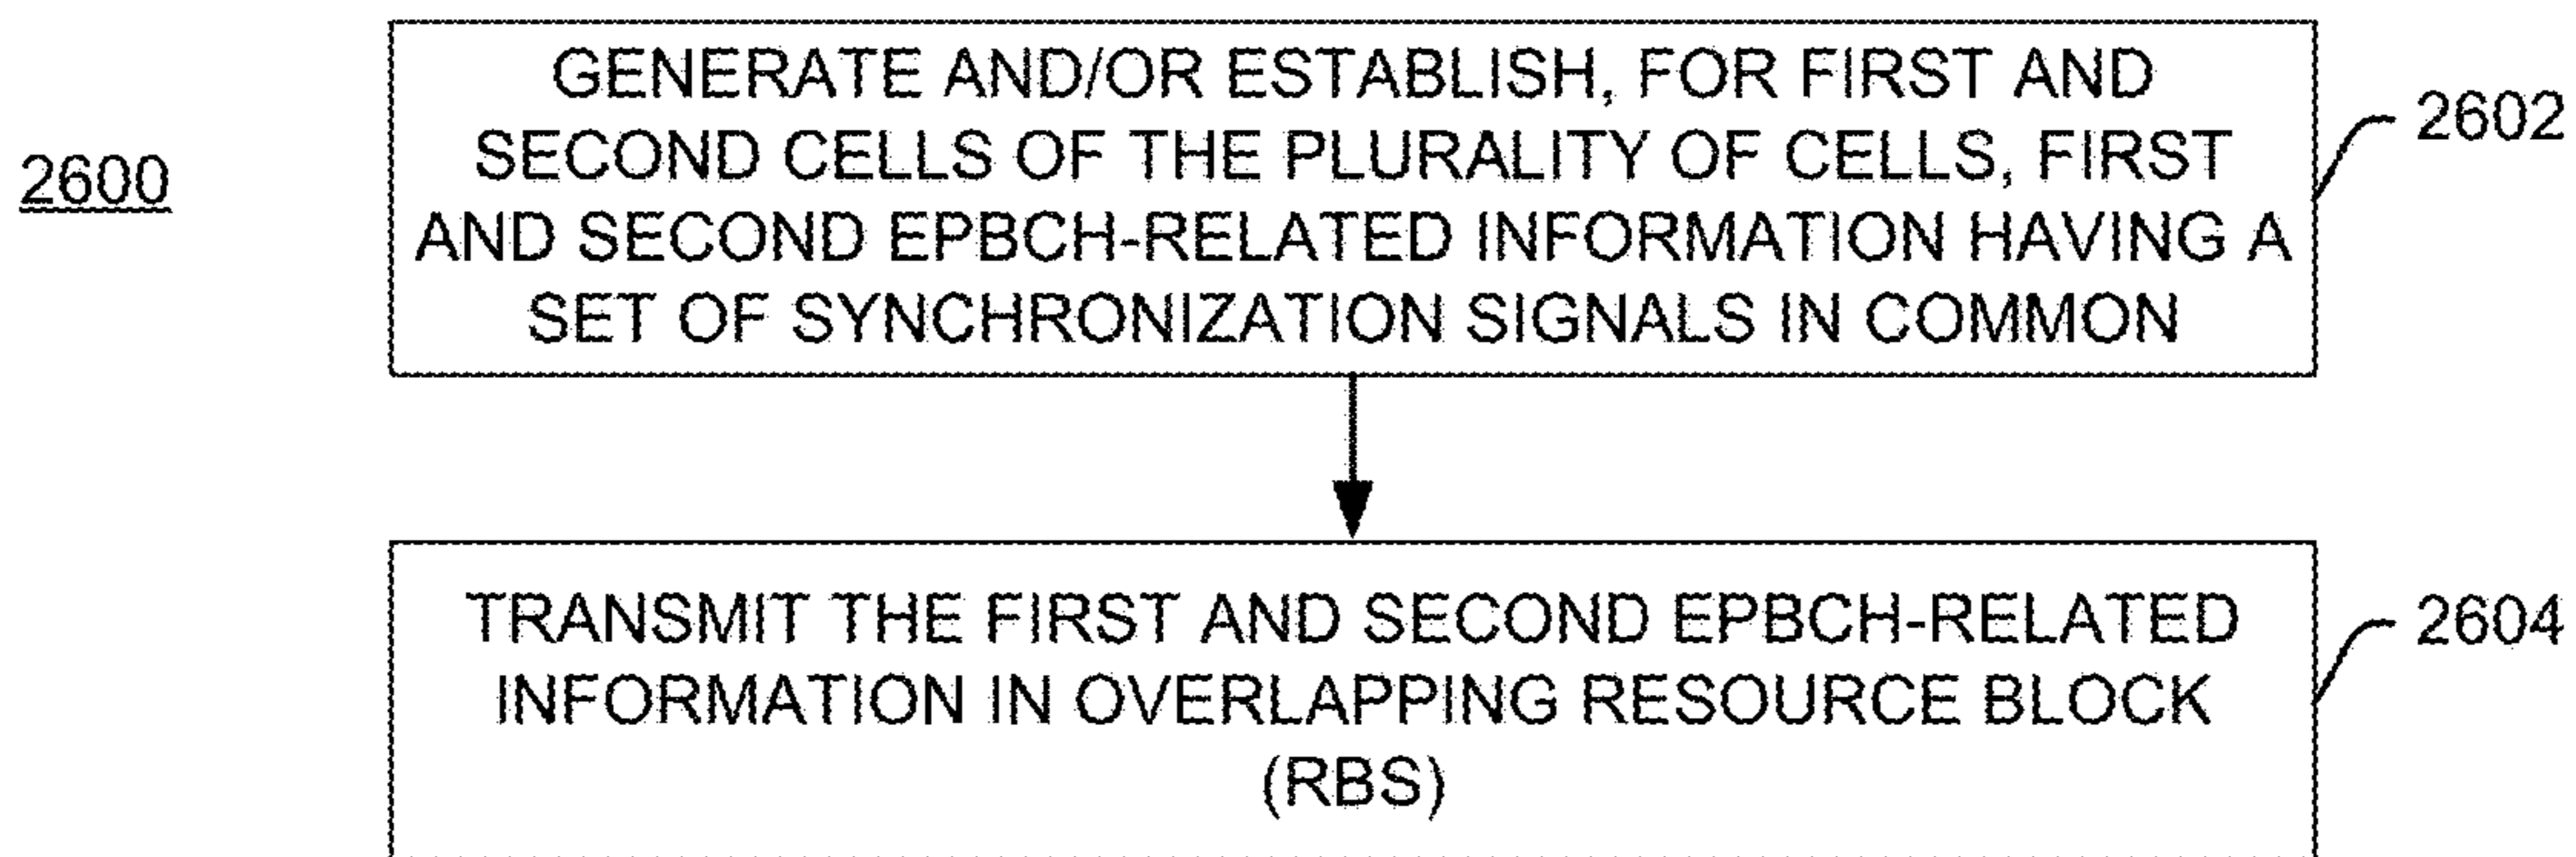 2600
GENERATE AND/OR ESTABLISH, FOR FIRST AND
SECOND CELLS OF THE PLURALITY OF CELLS, FIRST
AND SECOND EPBCH-RELATED INFORMATION HAVING A
SET OF SYNCHRONIZATION SIGNALS IN COMMON
2602
TRANSMIT THE FIRST AND SECOND EPBCH-RELATED
INFORMATION IN OVERLAPPING RESOURCE BLOCK
(RBS)
2604